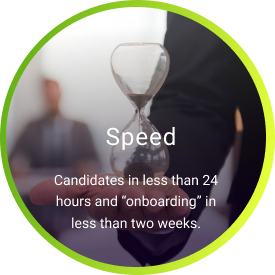 Speed
Candidates in less than 24
hours and “onboarding” in
less than two weeks.